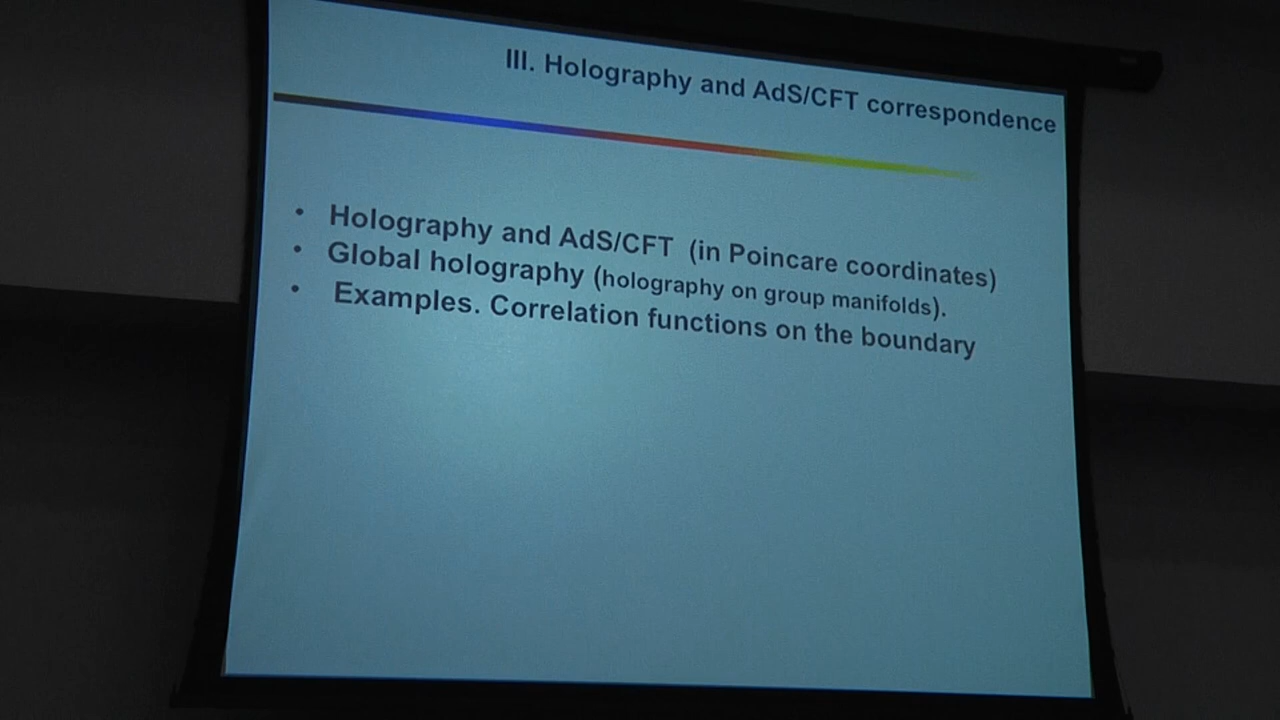 III. Holography and AdS/CFT correspondence
• Holography and AdS/CFT (in Poincare coordinates)
• Global holography (holography on group manifolds).
• Examples. Correlation functions on the boundary